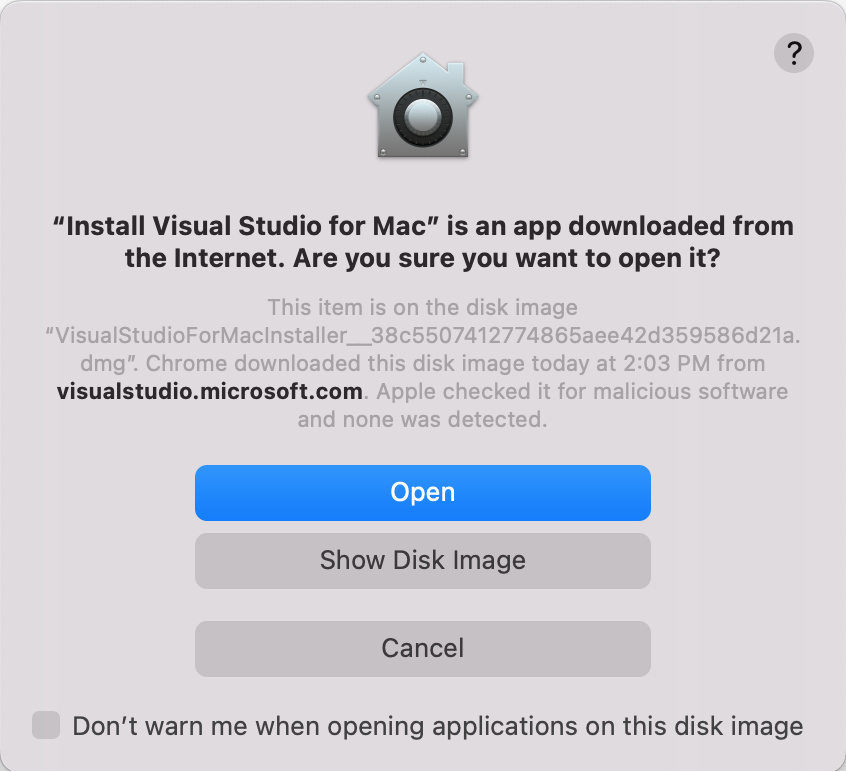 ?
“Install Visual Studio for Mac” is an app downloaded from
the Internet. Are you sure you want to open it?
This item is on the disk image
“VisualStudioForMacInstaller__38c5507412774865aee42d359586d21a.
dmg”. Chrome downloaded this disk image today at 2:03 PM from
visualstudio.microsoft.com. Apple checked it for malicious software
and none was detected.
Open
Show Disk Image
Cancel
Don’t warn me when opening applications on this disk image